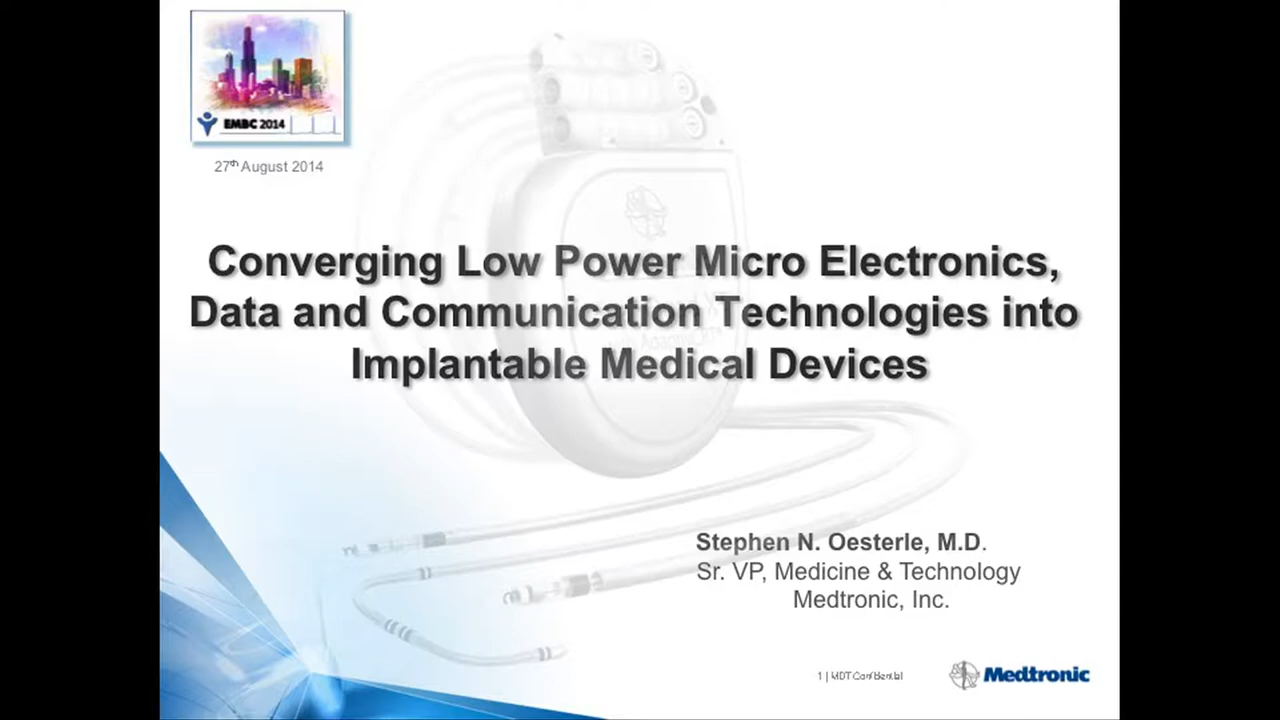 EMBC 2014
27th August 2014
Converging Low Power Micro Electronics,
Data and Communication Technologies into
Implantable Medical Devices
Stephen N. Oesterle, M.D.
Sr. VP, Medicine & Technology
Medtronic, Inc.
1 | MDT Confidential
Medtronic